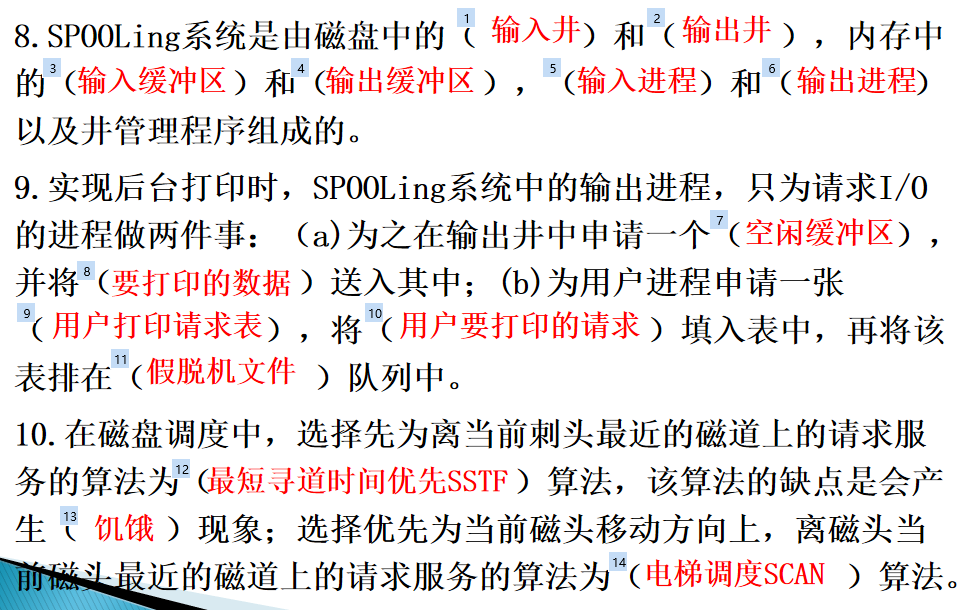 8.SPOOLing系统是由磁盘中的 1（ 输入井）和 2（ 输出井 ），内存中
的 3（输入缓冲区 ）和 4（输出缓冲区 ）， 5（输入进程）和 6（ 输出进程）
以及井管理程序组成的。
9.实现后台打印时，SPOOLing系统中的输出进程，只为请求I/O
的进程做两件事：（a)为之在输出井中申请一个 7（空闲缓冲区），
并将 8（要打印的数据 ）送入其中；(b)为用户进程申请一张
9（ 用户打印请求表），将 10（ 用户要打印的请求 ）填入表中，再将该
表排在 11（假脱机文件 ）队列中。
10.在磁盘调度中，选择先为离当前刺头最近的磁道上的请求服
务的算法为 12（最短寻道时间优先SSTF ）算法，该算法的缺点是会产
生 13（ 饥饿 ）现象；选择优先为当前磁头移动方向上，离磁头当
前磁头最近的磁道上的请求服务的算法为 14（电梯调度SCAN ）算法。